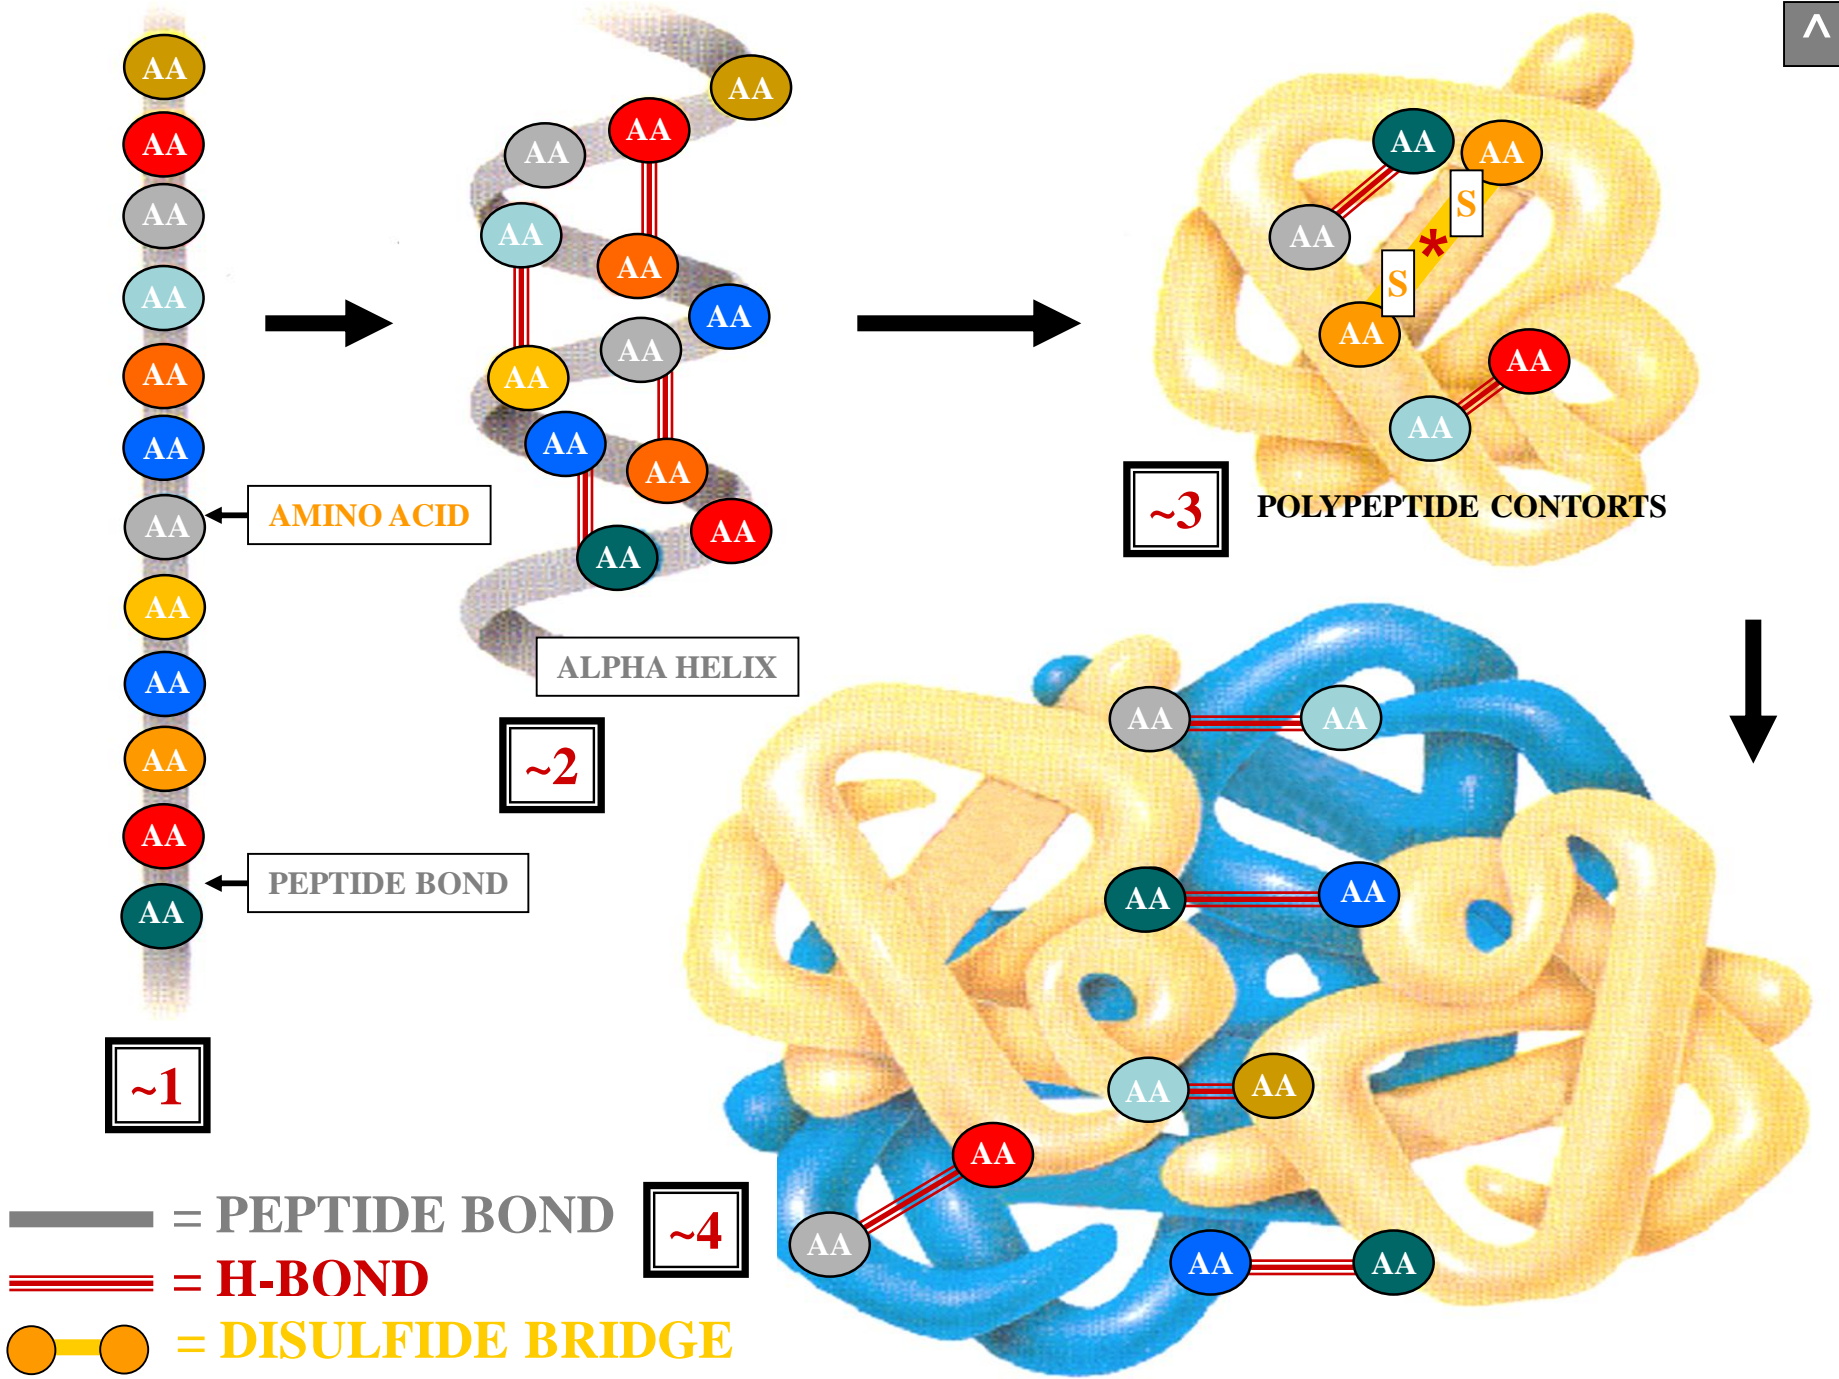 ^
AA
AA
AA
AA
AA
AA
AA
AMINO ACID
AA
AA
AA
AA
PEPTIDE BOND
AA
~1
AA
AA
AA
AA
AA
AA
AA
AA
AA
AA
AA
AA
ALPHA HELIX
~2
AA
AA
S
AA
*
S
AA
AA
AA
~3
POLYPEPTIDE CONTORTS
AA
AA
AA
AA
AA
AA
AA
AA
AA
AA
~4
= PEPTIDE BOND
= H-BOND
= DISULFIDE BRIDGE